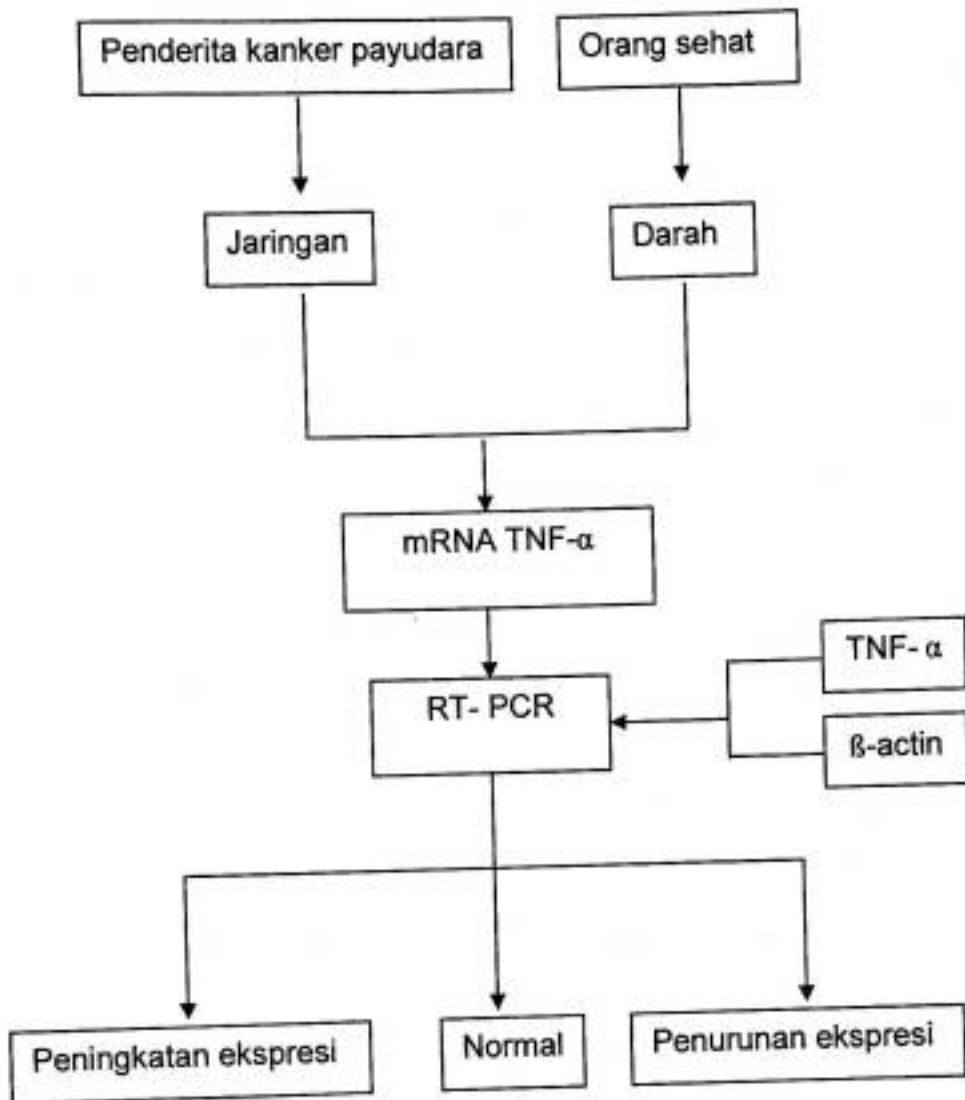 Penderita kanker payudara
Orang sehat
Jaringan
Darah
mRNA TNF-α
RT- PCR
TNF- α
ß-actin
Peningkatan ekspresi
Normal
Penurunan ekspresi